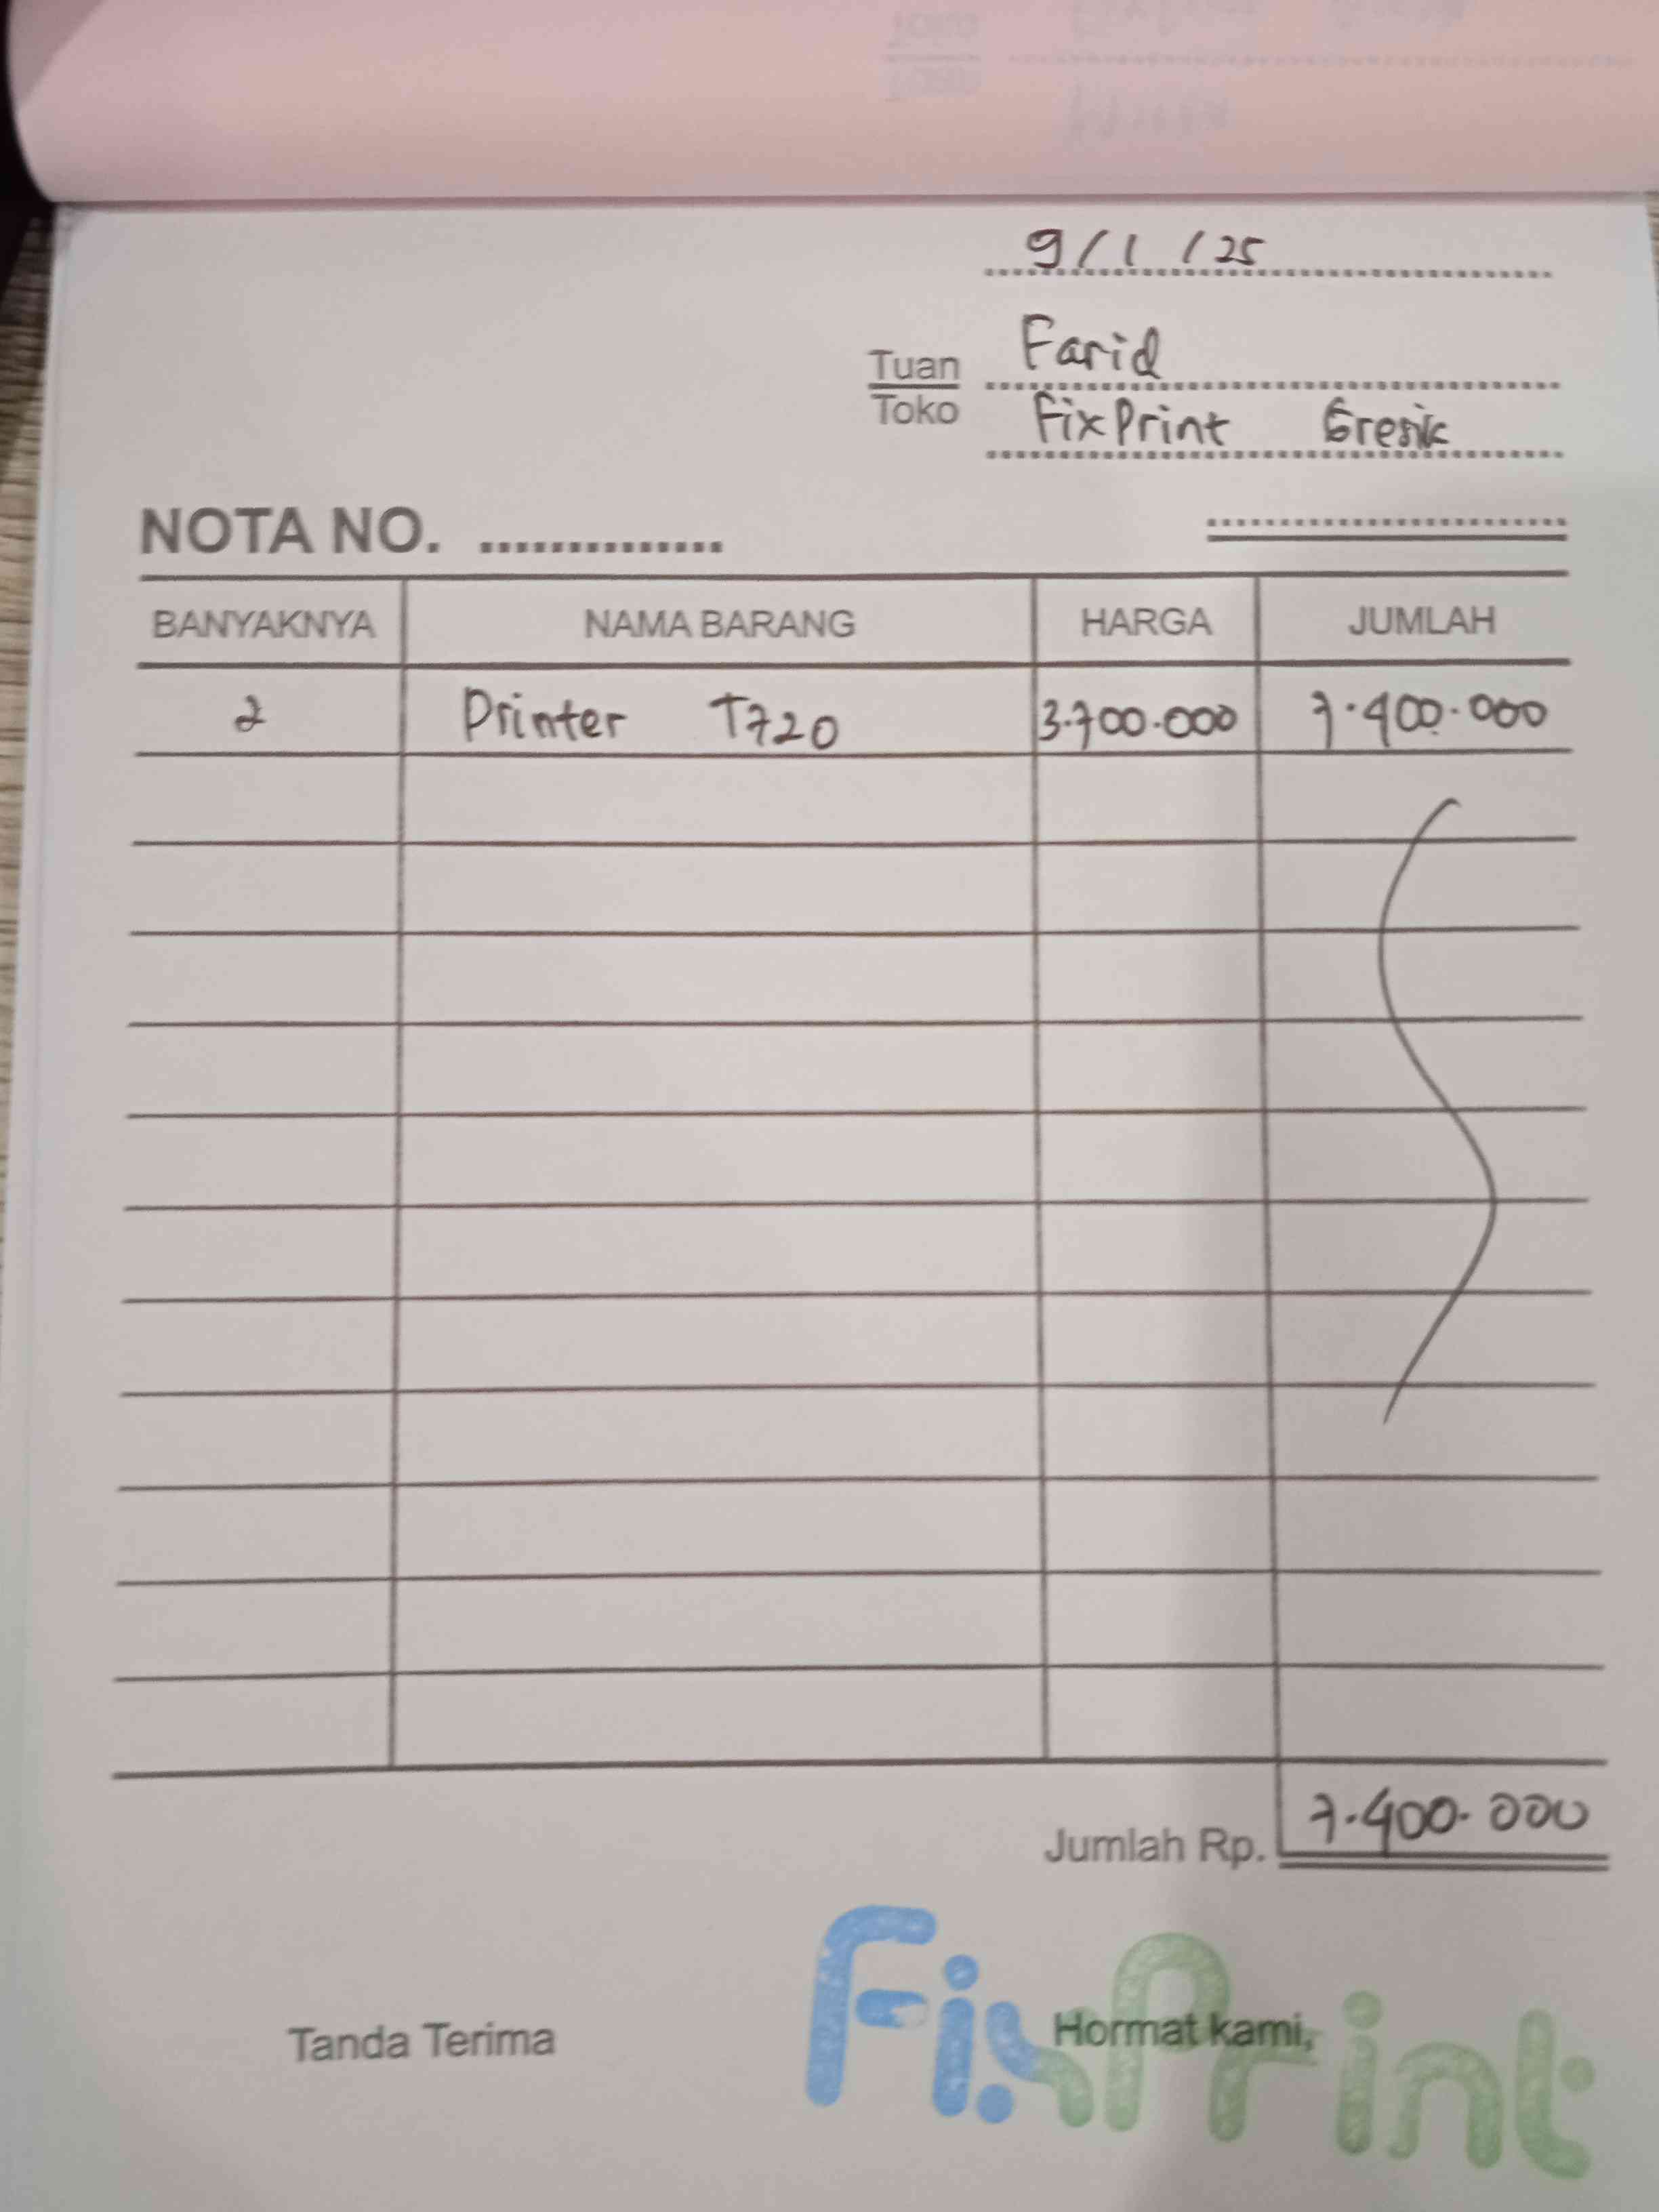 9/1/25
Tuan Farid
Toko FixPrint Gresik
NOTA NO. ..............
BANYAKNYA NAMA BARANG HARGA JUMLAH
2 Printer T720 3.700.000 7.400.000
Jumlah Rp. 7.400.000
Tanda Terima Hormat kami,
FixPrint